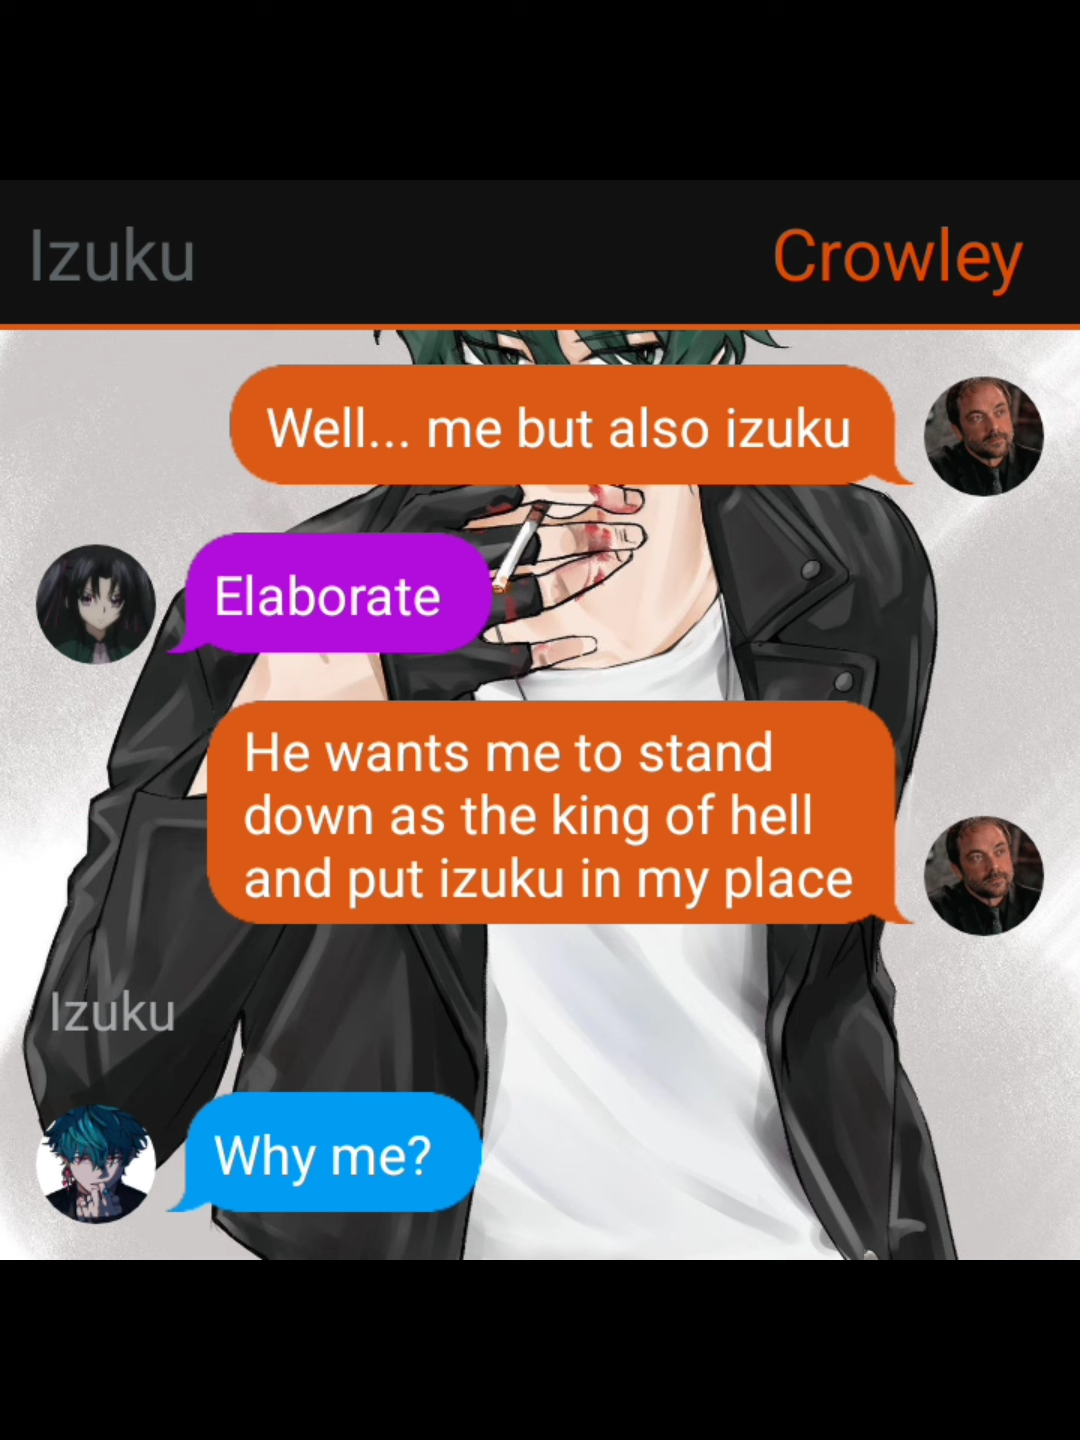 Izuku
Crowley
Well... me but also izuku
Elaborate
He wants me to stand
down as the king of hell
and put izuku in my place
Izuku
Why me?